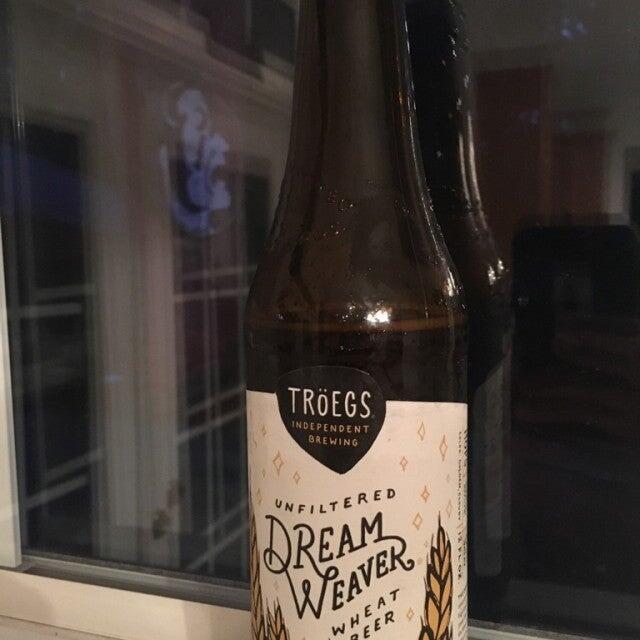 TRöEGS
INDEPENDENT
BREWING
UNFILTERED
DREAM
WEAVER
WHEAT
BEER